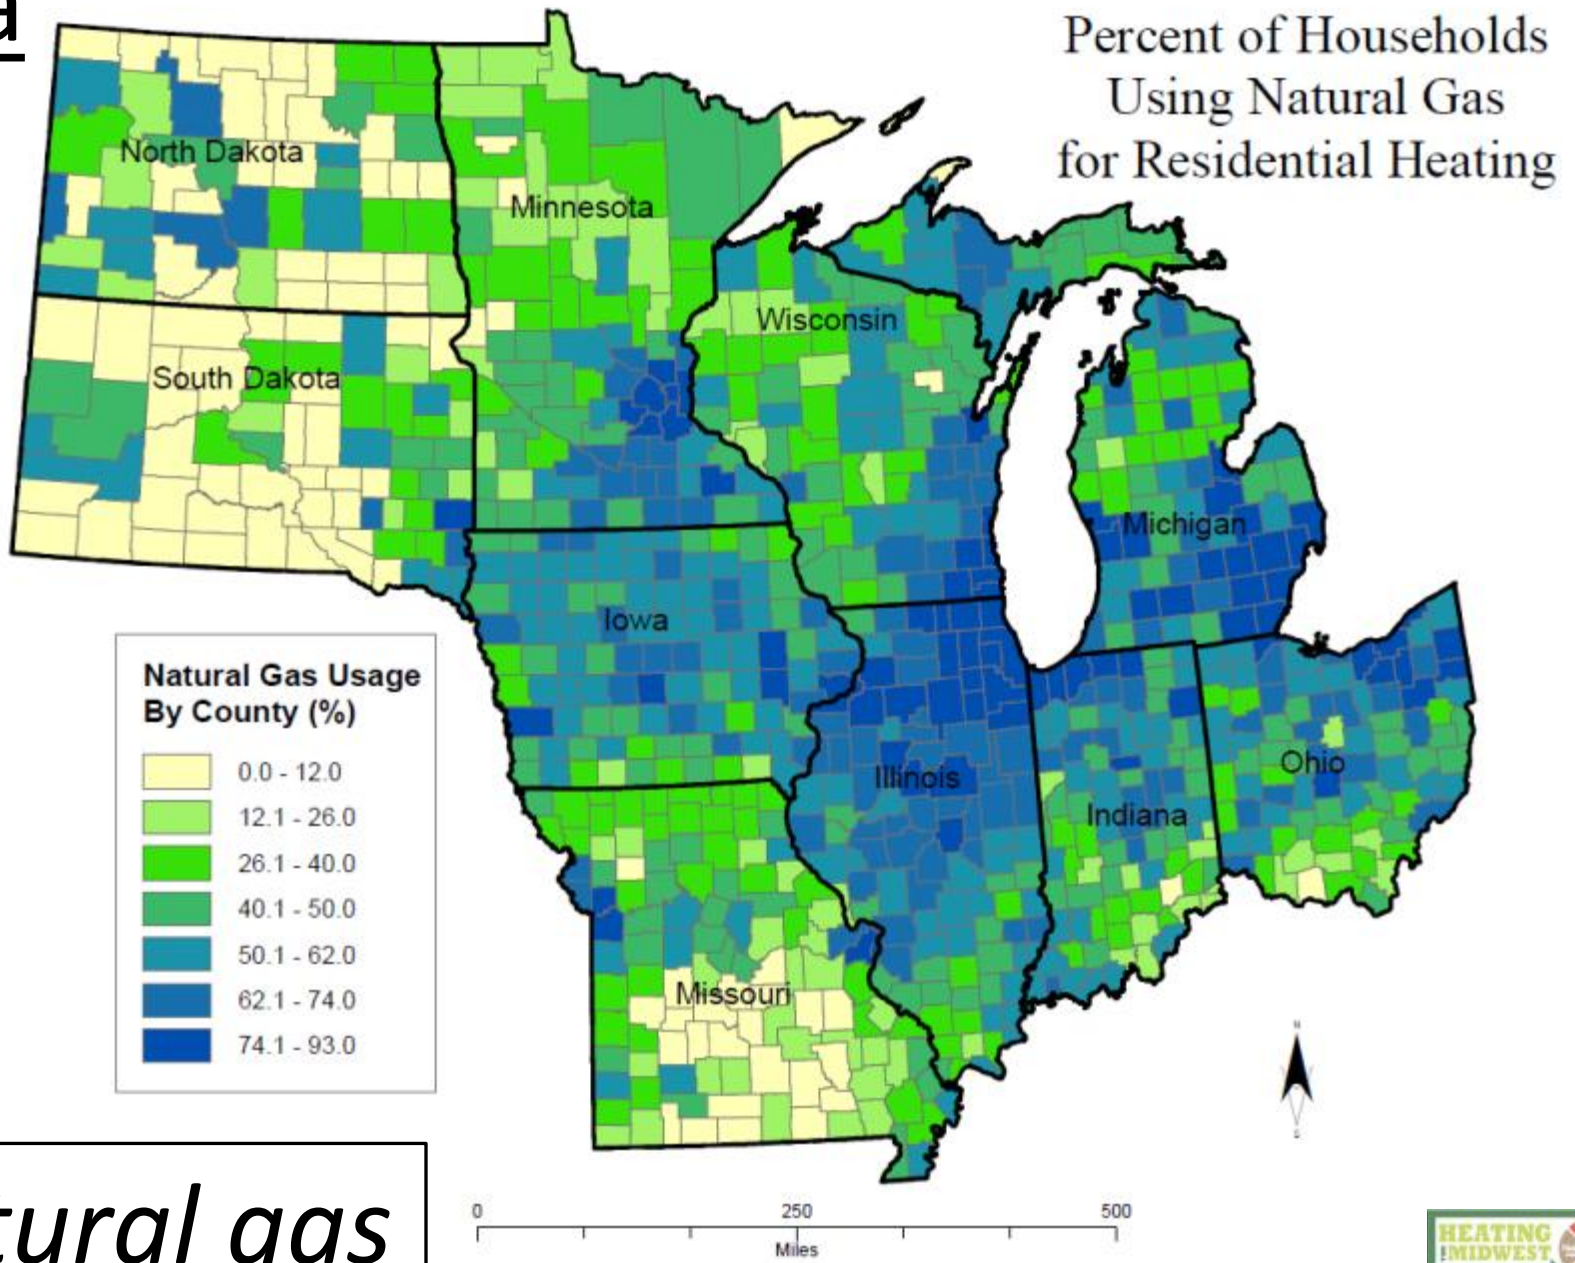 Percent of Households
Using Natural Gas
for Residential Heating
North Dakota
Minnesota
Wisconsin
South Dakota
Michigan
Iowa
Illinois
Ohio
Indiana
Missouri
Natural Gas Usage
By County (%)
0.0 - 12.0
12.1 - 26.0
26.1 - 40.0
40.1 - 50.0
50.1 - 62.0
62.1 - 74.0
74.1 - 93.0
N
S
tural gas
0 250 500
Miles
HEATING
THE MIDWEST